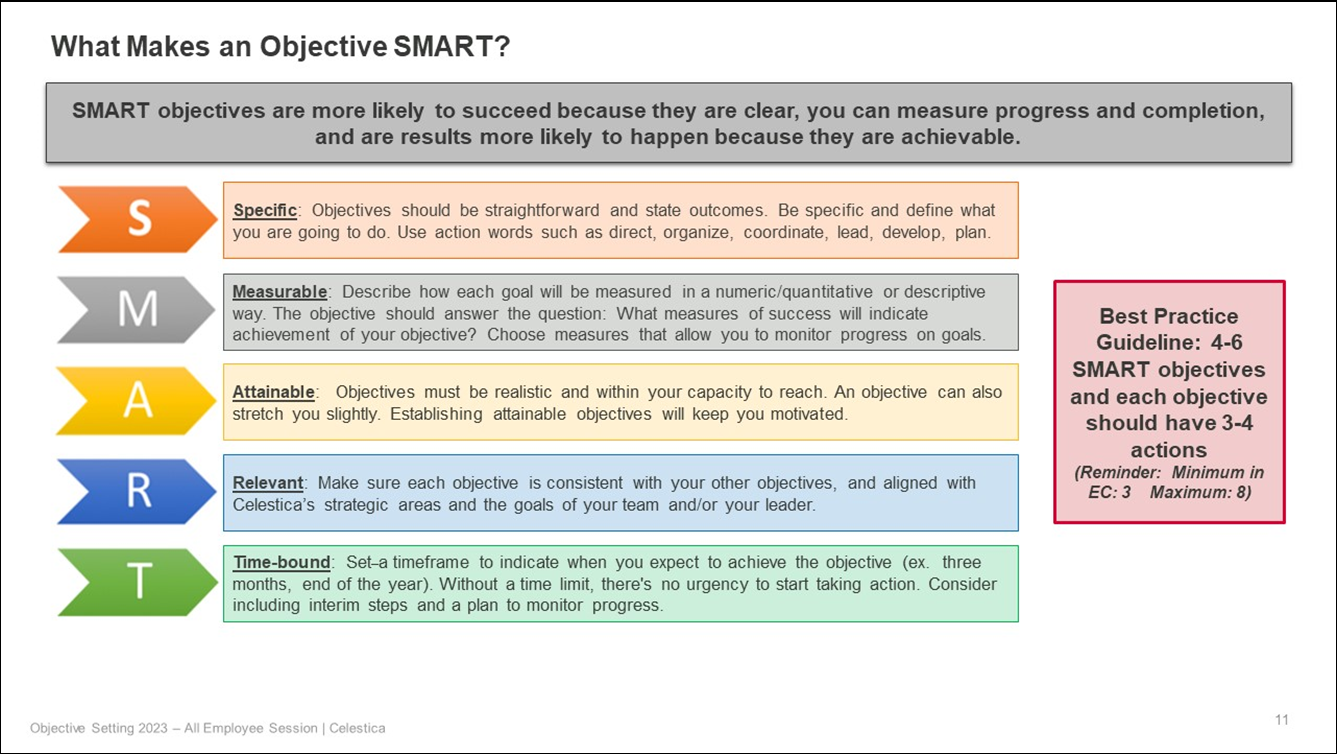 What Makes an Objective SMART?
SMART objectives are more likely to succeed because they are clear, you can measure progress and completion,
and are results more likely to happen because they are achievable.
S
Specific: Objectives should be straightforward and state outcomes. Be specific and define what
you are going to do. Use action words such as direct, organize, coordinate, lead, develop, plan.
M
Measurable: Describe how each goal will be measured in a numeric/quantitative or descriptive
way. The objective should answer the question: What measures of success will indicate
achievement of your objective? Choose measures that allow you to monitor progress on goals.
A
Attainable: Objectives must be realistic and within your capacity to reach. An objective can also
stretch you slightly. Establishing attainable objectives will keep you motivated.
R
Relevant: Make sure each objective is consistent with your other objectives, and aligned with
Celestica's strategic areas and the goals of your team and/or your leader.
T
Time-bound: Set–a timeframe to indicate when you expect to achieve the objective (ex. three
months, end of the year). Without a time limit, there's no urgency to start taking action. Consider
including interim steps and a plan to monitor progress.
Best Practice
Guideline: 4-6
SMART objectives
and each objective
should have 3-4
actions
(Reminder: Minimum in
EC: 3 Maximum: 8)
Objective Setting 2023 – All Employee Session | Celestica
11